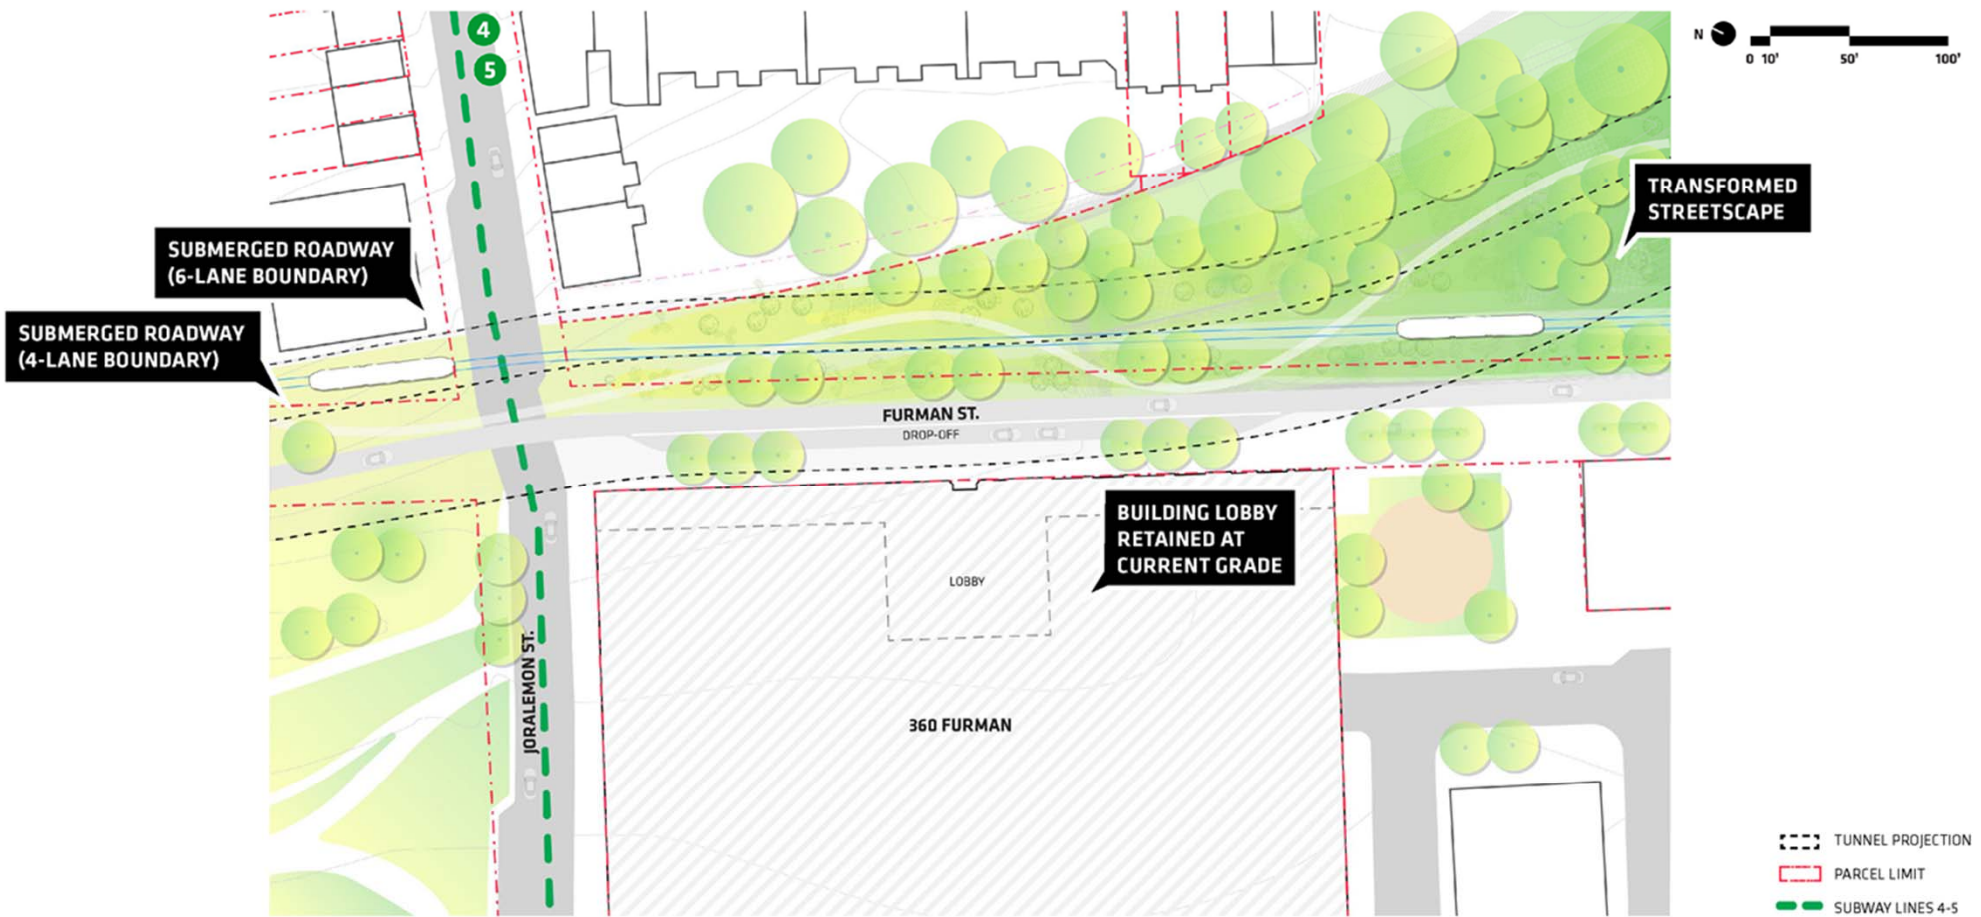 4
5
N
0 10' 50' 100'
TRANSFORMED
STREETSCAPE
SUBMERGED ROADWAY
(6-LANE BOUNDARY)
SUBMERGED ROADWAY
(4-LANE BOUNDARY)
FURMAN ST.
DROP-OFF
BUILDING LOBBY
RETAINED AT
CURRENT GRADE
LOBBY
JORALEMON ST.
360 FURMAN
TUNNEL PROJECTION
PARCEL LIMIT
SUBWAY LINES 4-5